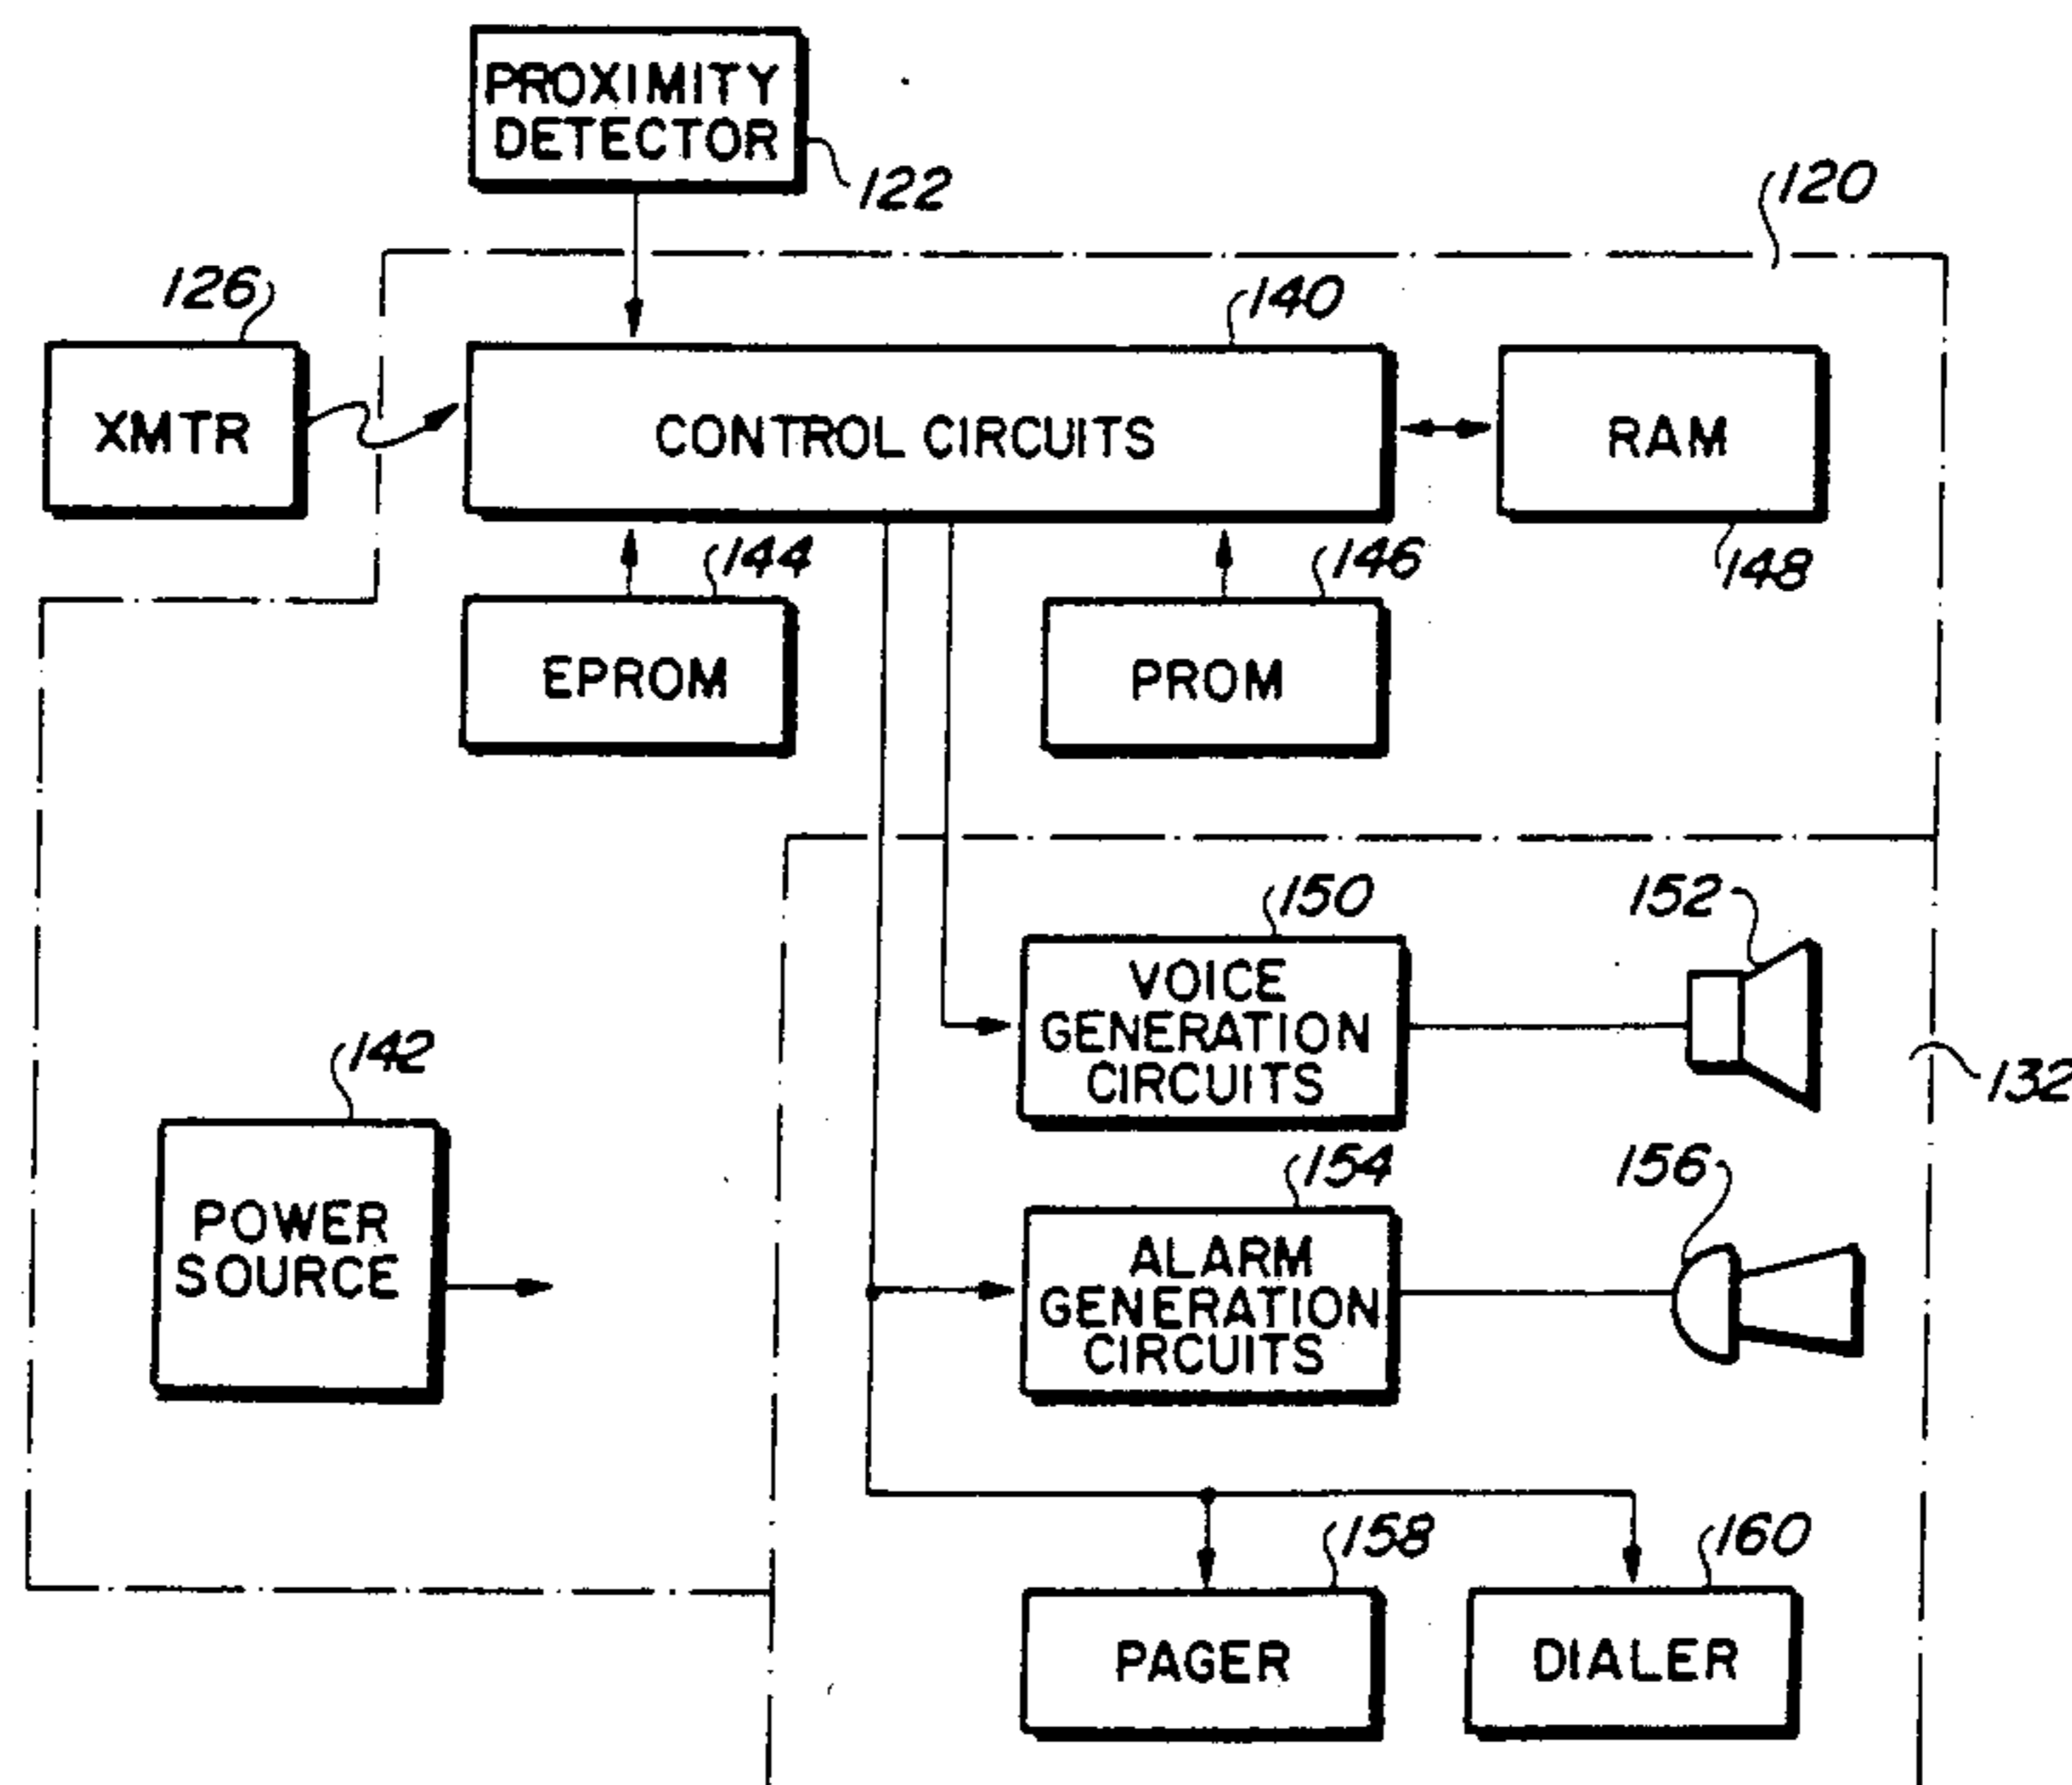 PROXIMITY
DETECTOR
122
120
126
140
XMTR
CONTROL CIRCUITS
RAM
144
146
148
EPROM
PROM
150
152
VOICE
GENERATION
CIRCUITS
132
142
POWER
SOURCE
154
156
ALARM
GENERATION
CIRCUITS
158
160
PAGER
DIALER